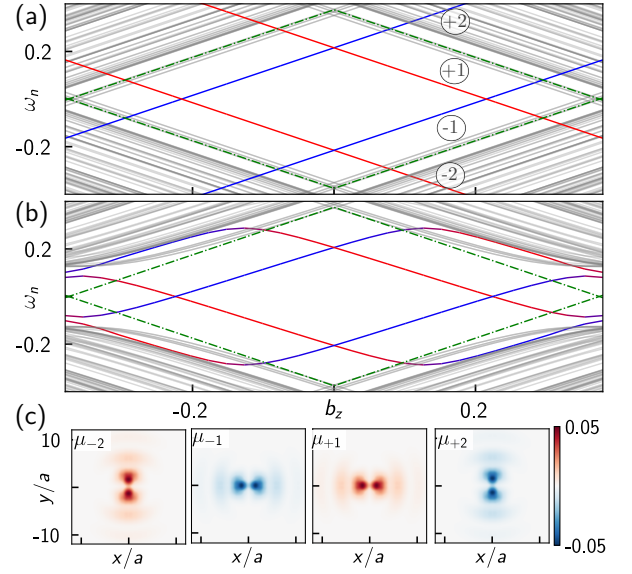 (a)
0.2
ω_n
-0.2
+2
+1
-1
-2
(b)
0.2
ω_n
-0.2
-0.2 b_z 0.2
(c)
10
y/a
0
-10
μ_{-2} μ_{-1} μ_{+1} μ_{+2}
0.05
-0.05
x/a x/a x/a x/a